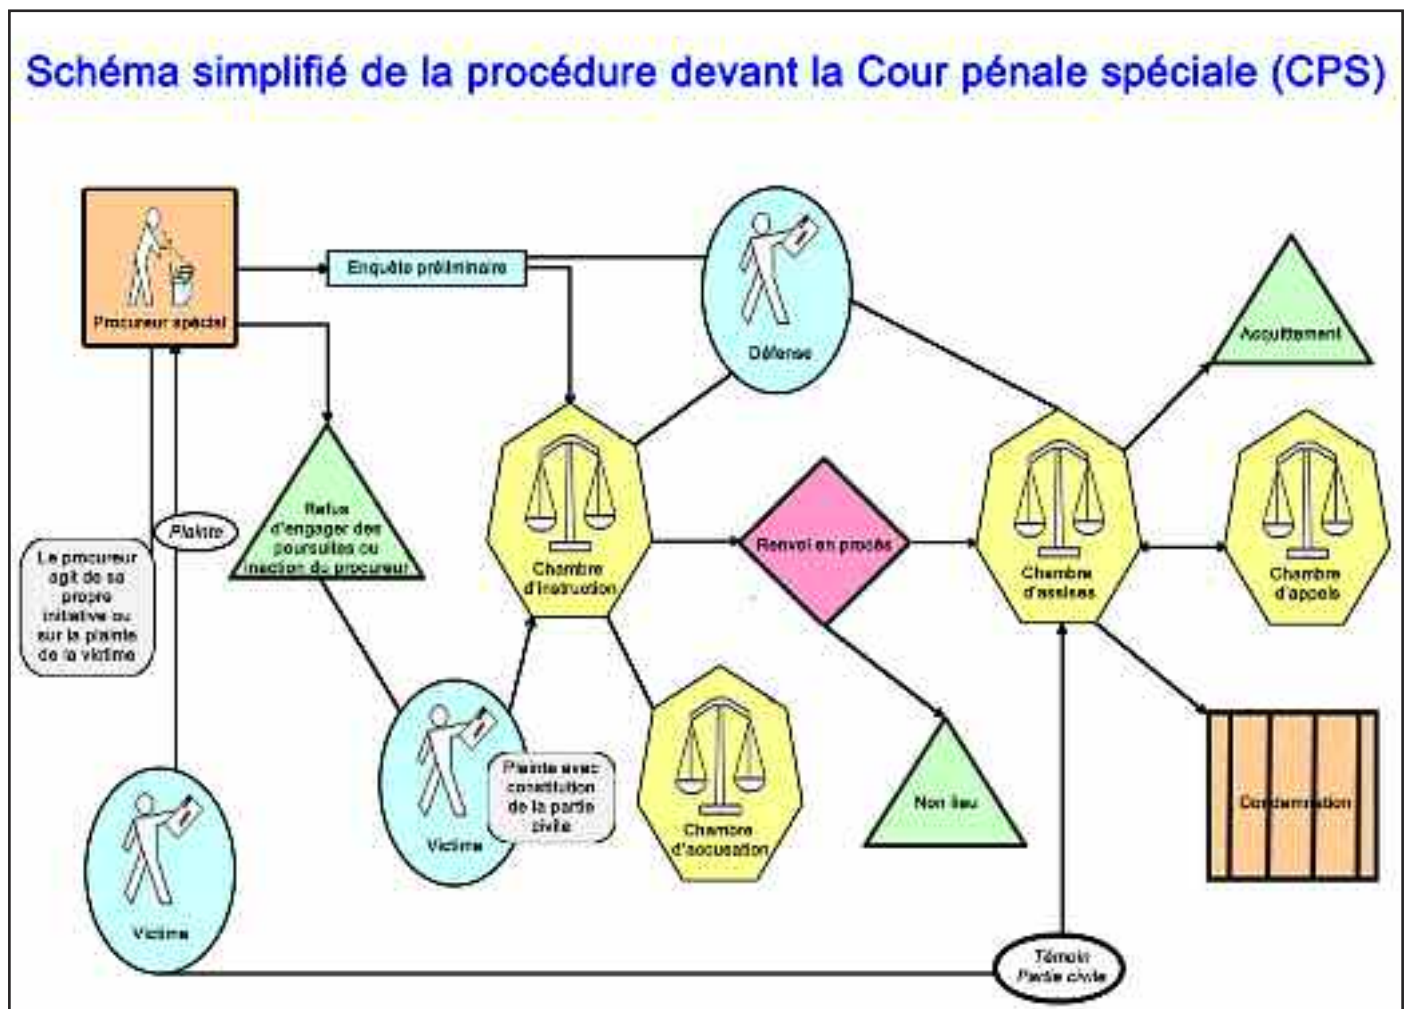 Schéma simplifié de la procédure devant la Cour pénale spéciale (CPS)
Procureur spécial
Enquête préliminaire
Défense
Acquittement
Plainte
Refus
d'engager des
poursuites ou
inaction du procureur
Le procureur
agit de sa
propre
initiative ou
sur la plainte
de la victime
Chambre
d'instruction
Renvoi en procès
Chambre
d'assises
Chambre
d'appels
Victime
Plainte avec
constitution
de la partie
civile
Chambre
d'accusation
Non lieu
Condamnation
Victime
Témoin
Partie civile